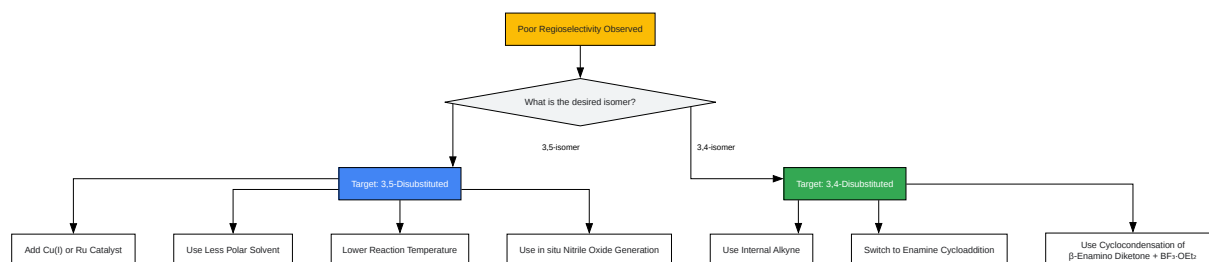 Poor Regioselectivity Observed
What is the desired isomer?
3,5-isomer
3,4-isomer
Target: 3,5-Disubstituted
Target: 3,4-Disubstituted
Add Cu(I) or Ru Catalyst
Use Less Polar Solvent
Lower Reaction Temperature
Use in situ Nitrile Oxide Generation
Use Internal Alkyne
Switch to Enamine Cycloaddition
Use Cyclocondensation of
β-Enamino Diketone + BF₃·OEt₂